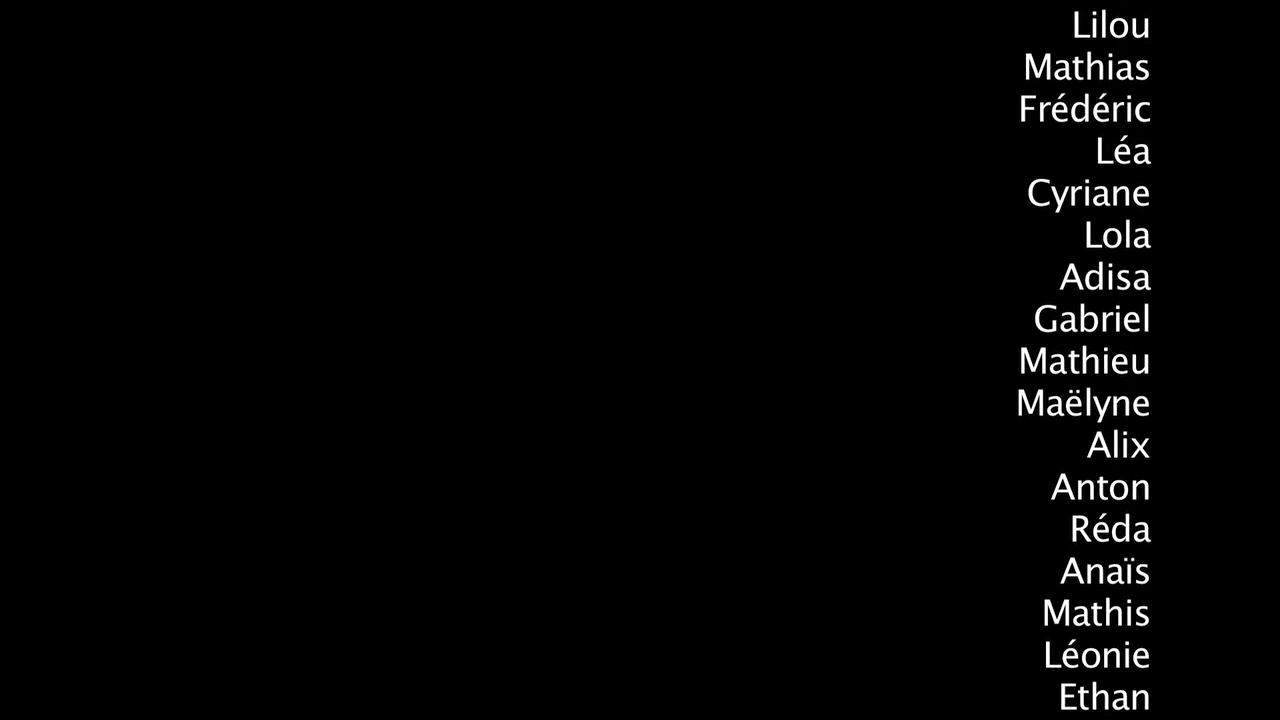 Lilou
Mathias
Frédéric
Léa
Cyriane
Lola
Adisa
Gabriel
Mathieu
Maëlyne
Alix
Anton
Réda
Anaïs
Mathis
Léonie
Ethan